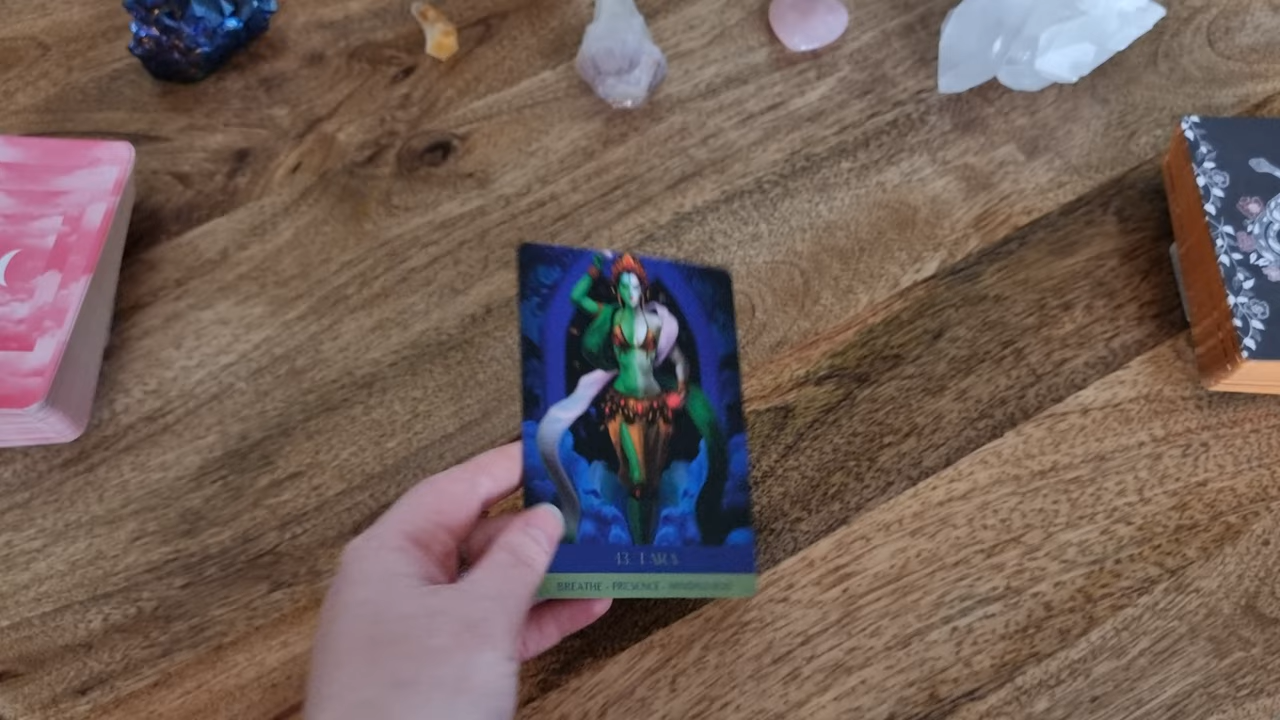 13. TARA
BREATHE - PRESENCE -